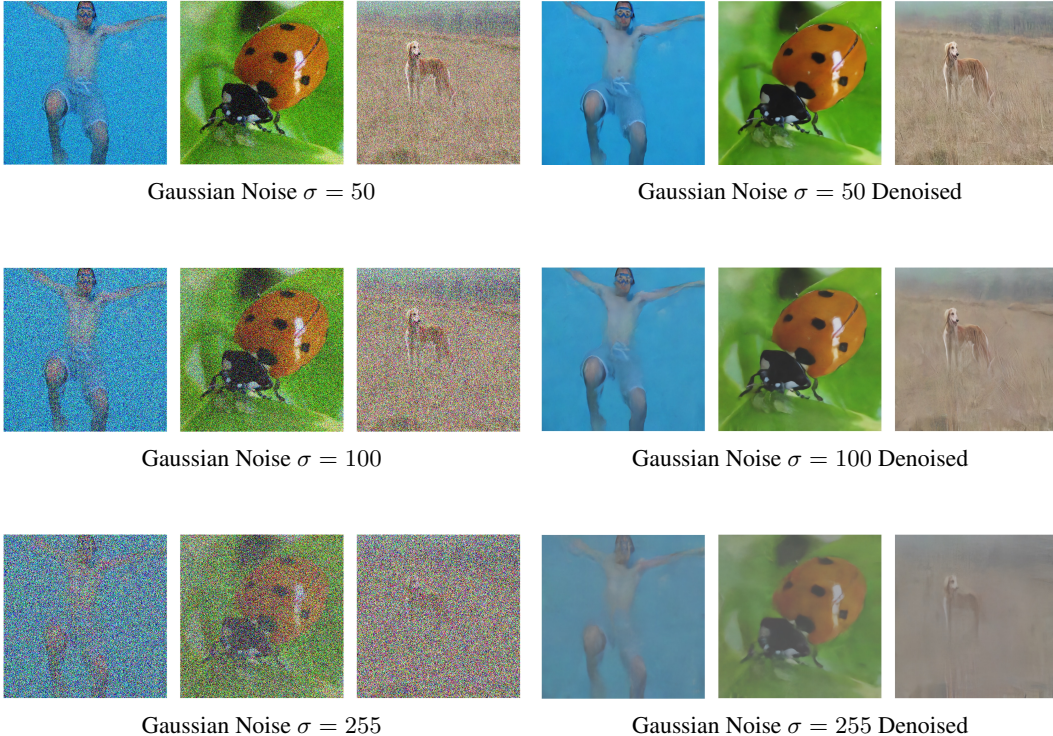 Gaussian Noise σ = 50
Gaussian Noise σ = 50 Denoised
Gaussian Noise σ = 100
Gaussian Noise σ = 100 Denoised
Gaussian Noise σ = 255
Gaussian Noise σ = 255 Denoised